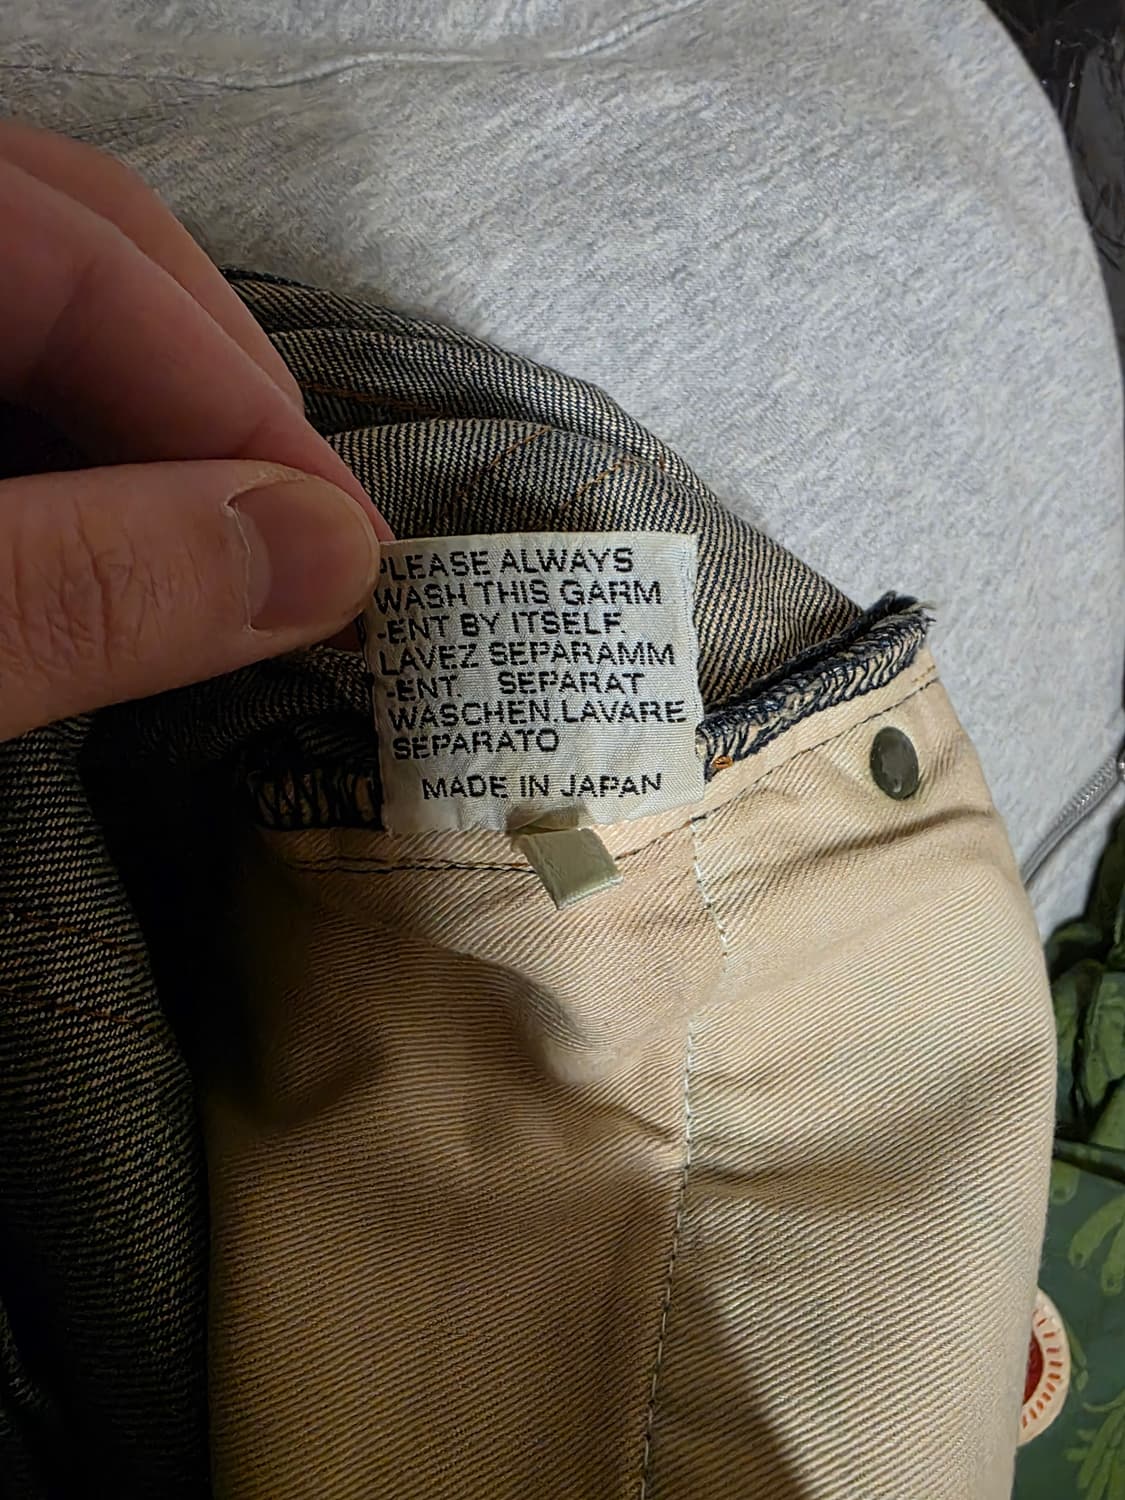 PLEASE ALWAYS
WASH THIS GARM
-ENT BY ITSELF.
LAVEZ SEPARAMM
-ENT. SEPARAT
WASCHEN.LAVARE
SEPARATO
MADE IN JAPAN